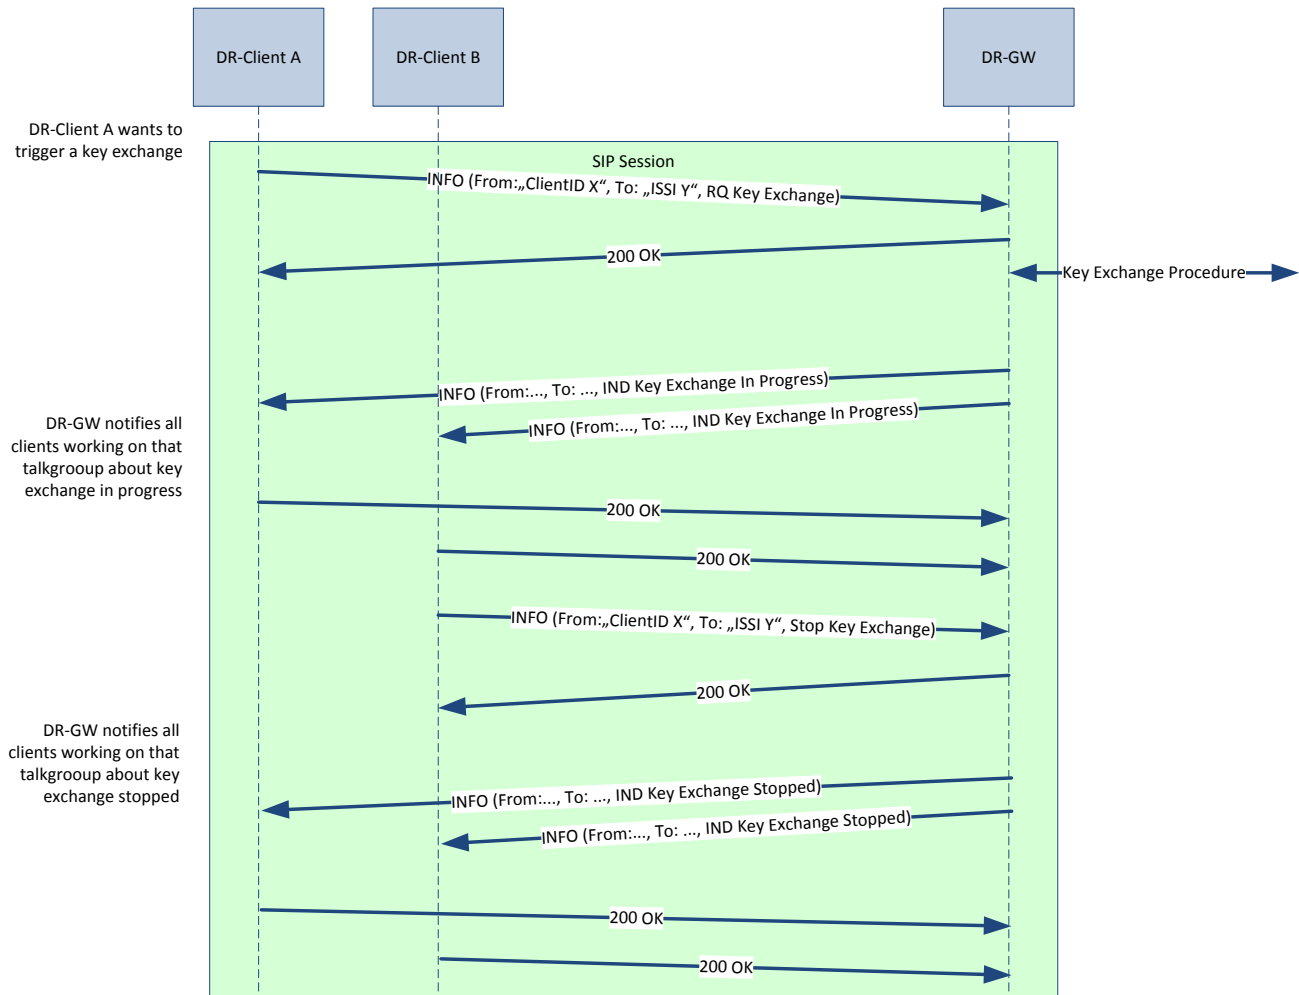 DR-Client A
DR-Client B
DR-GW
DR-Client A wants to
trigger a key exchange
SIP Session
INFO (From:„ClientID X“, To: „ISSI Y“, RQ Key Exchange)
200 OK
Key Exchange Procedure
INFO (From:..., To: ..., IND Key Exchange In Progress)
INFO (From:..., To: ..., IND Key Exchange In Progress)
DR-GW notifies all
clients working on that
talkgrooup about key
exchange in progress
200 OK
200 OK
INFO (From:„ClientID X“, To: „ISSI Y“, Stop Key Exchange)
200 OK
DR-GW notifies all
clients working on that
talkgrooup about key
exchange stopped
INFO (From:..., To: ..., IND Key Exchange Stopped)
INFO (From:..., To: ..., IND Key Exchange Stopped)
200 OK
200 OK